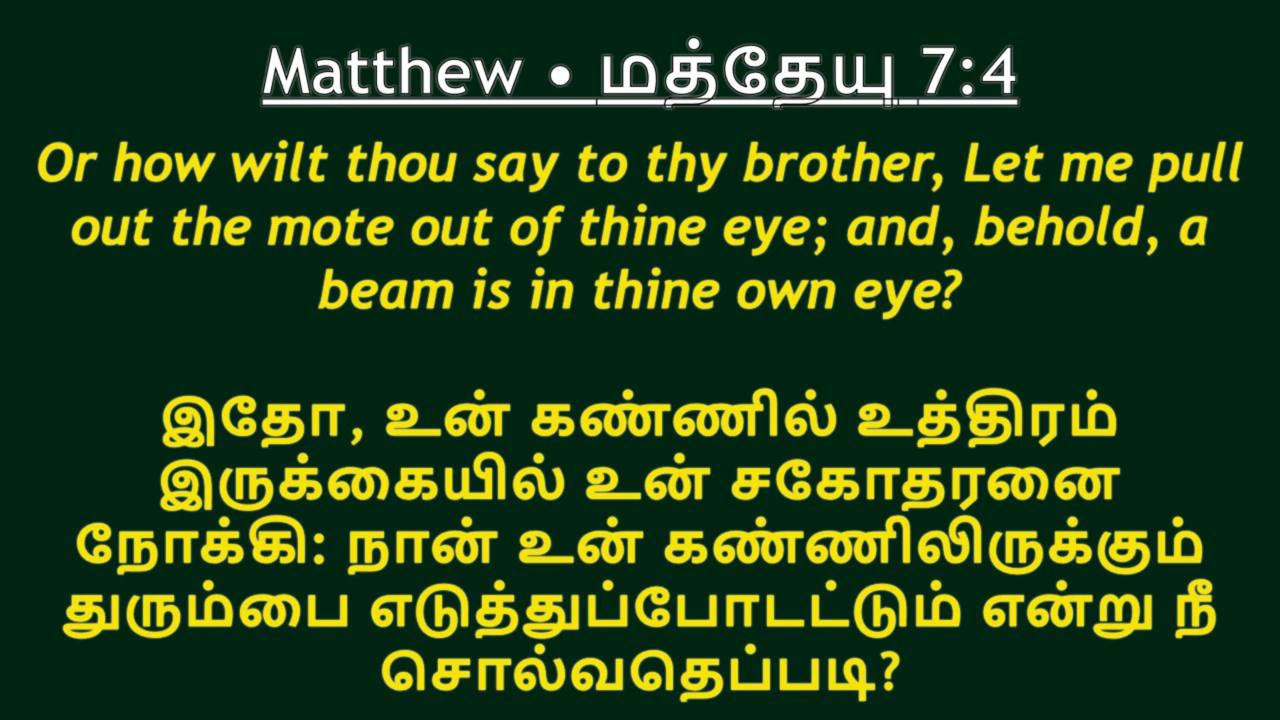 Matthew • மத்தேயு 7:4
Or how wilt thou say to thy brother, Let me pull
out the mote out of thine eye; and, behold, a
beam is in thine own eye?
இதோ, உன் கண்ணில் உத்திரம்
இருக்கையில் உன் சகோதரனை
நோக்கி: நான் உன் கண்ணிலிருக்கும்
துரும்பை எடுத்துப்போடட்டும் என்று நீ
சொல்வதெப்படி?